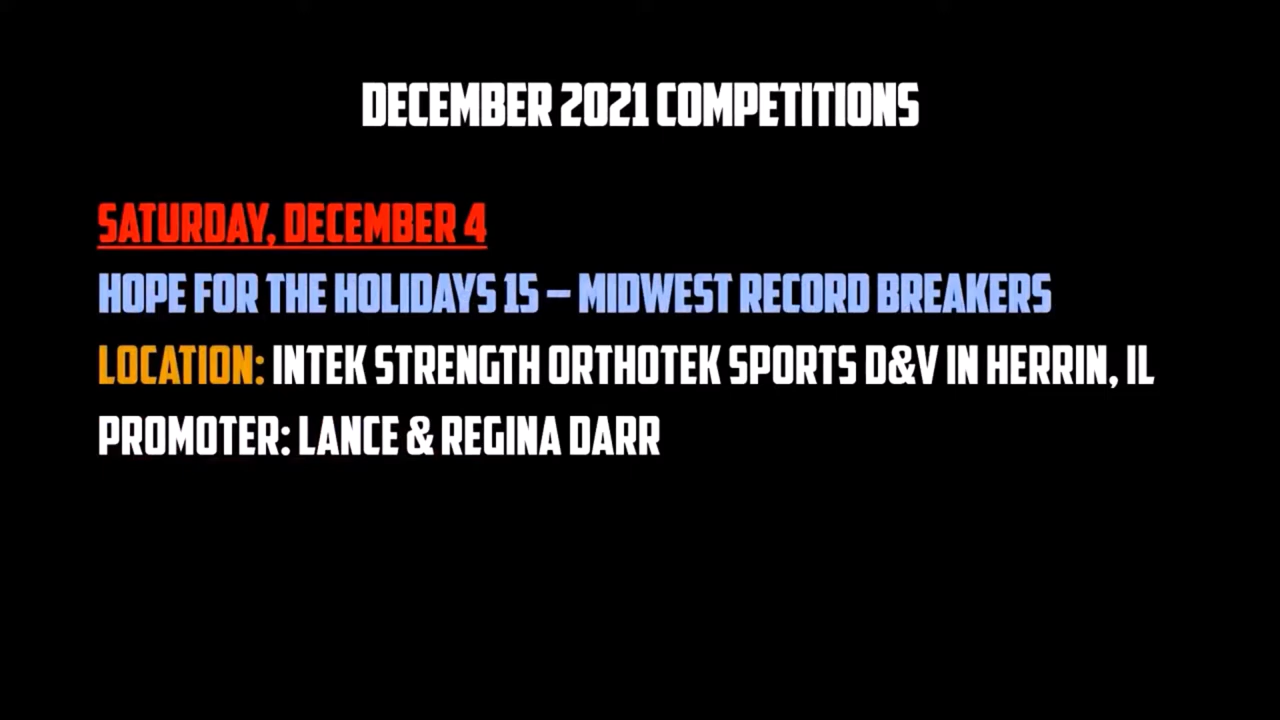 DECEMBER 2021 COMPETITIONS
SATURDAY, DECEMBER 4
HOPE FOR THE HOLIDAYS 15 – MIDWEST RECORD BREAKERS
LOCATION: INTEK STRENGTH ORTHOTEK SPORTS D&V IN HERRIN, IL
PROMOTER: LANCE & REGINA DARR